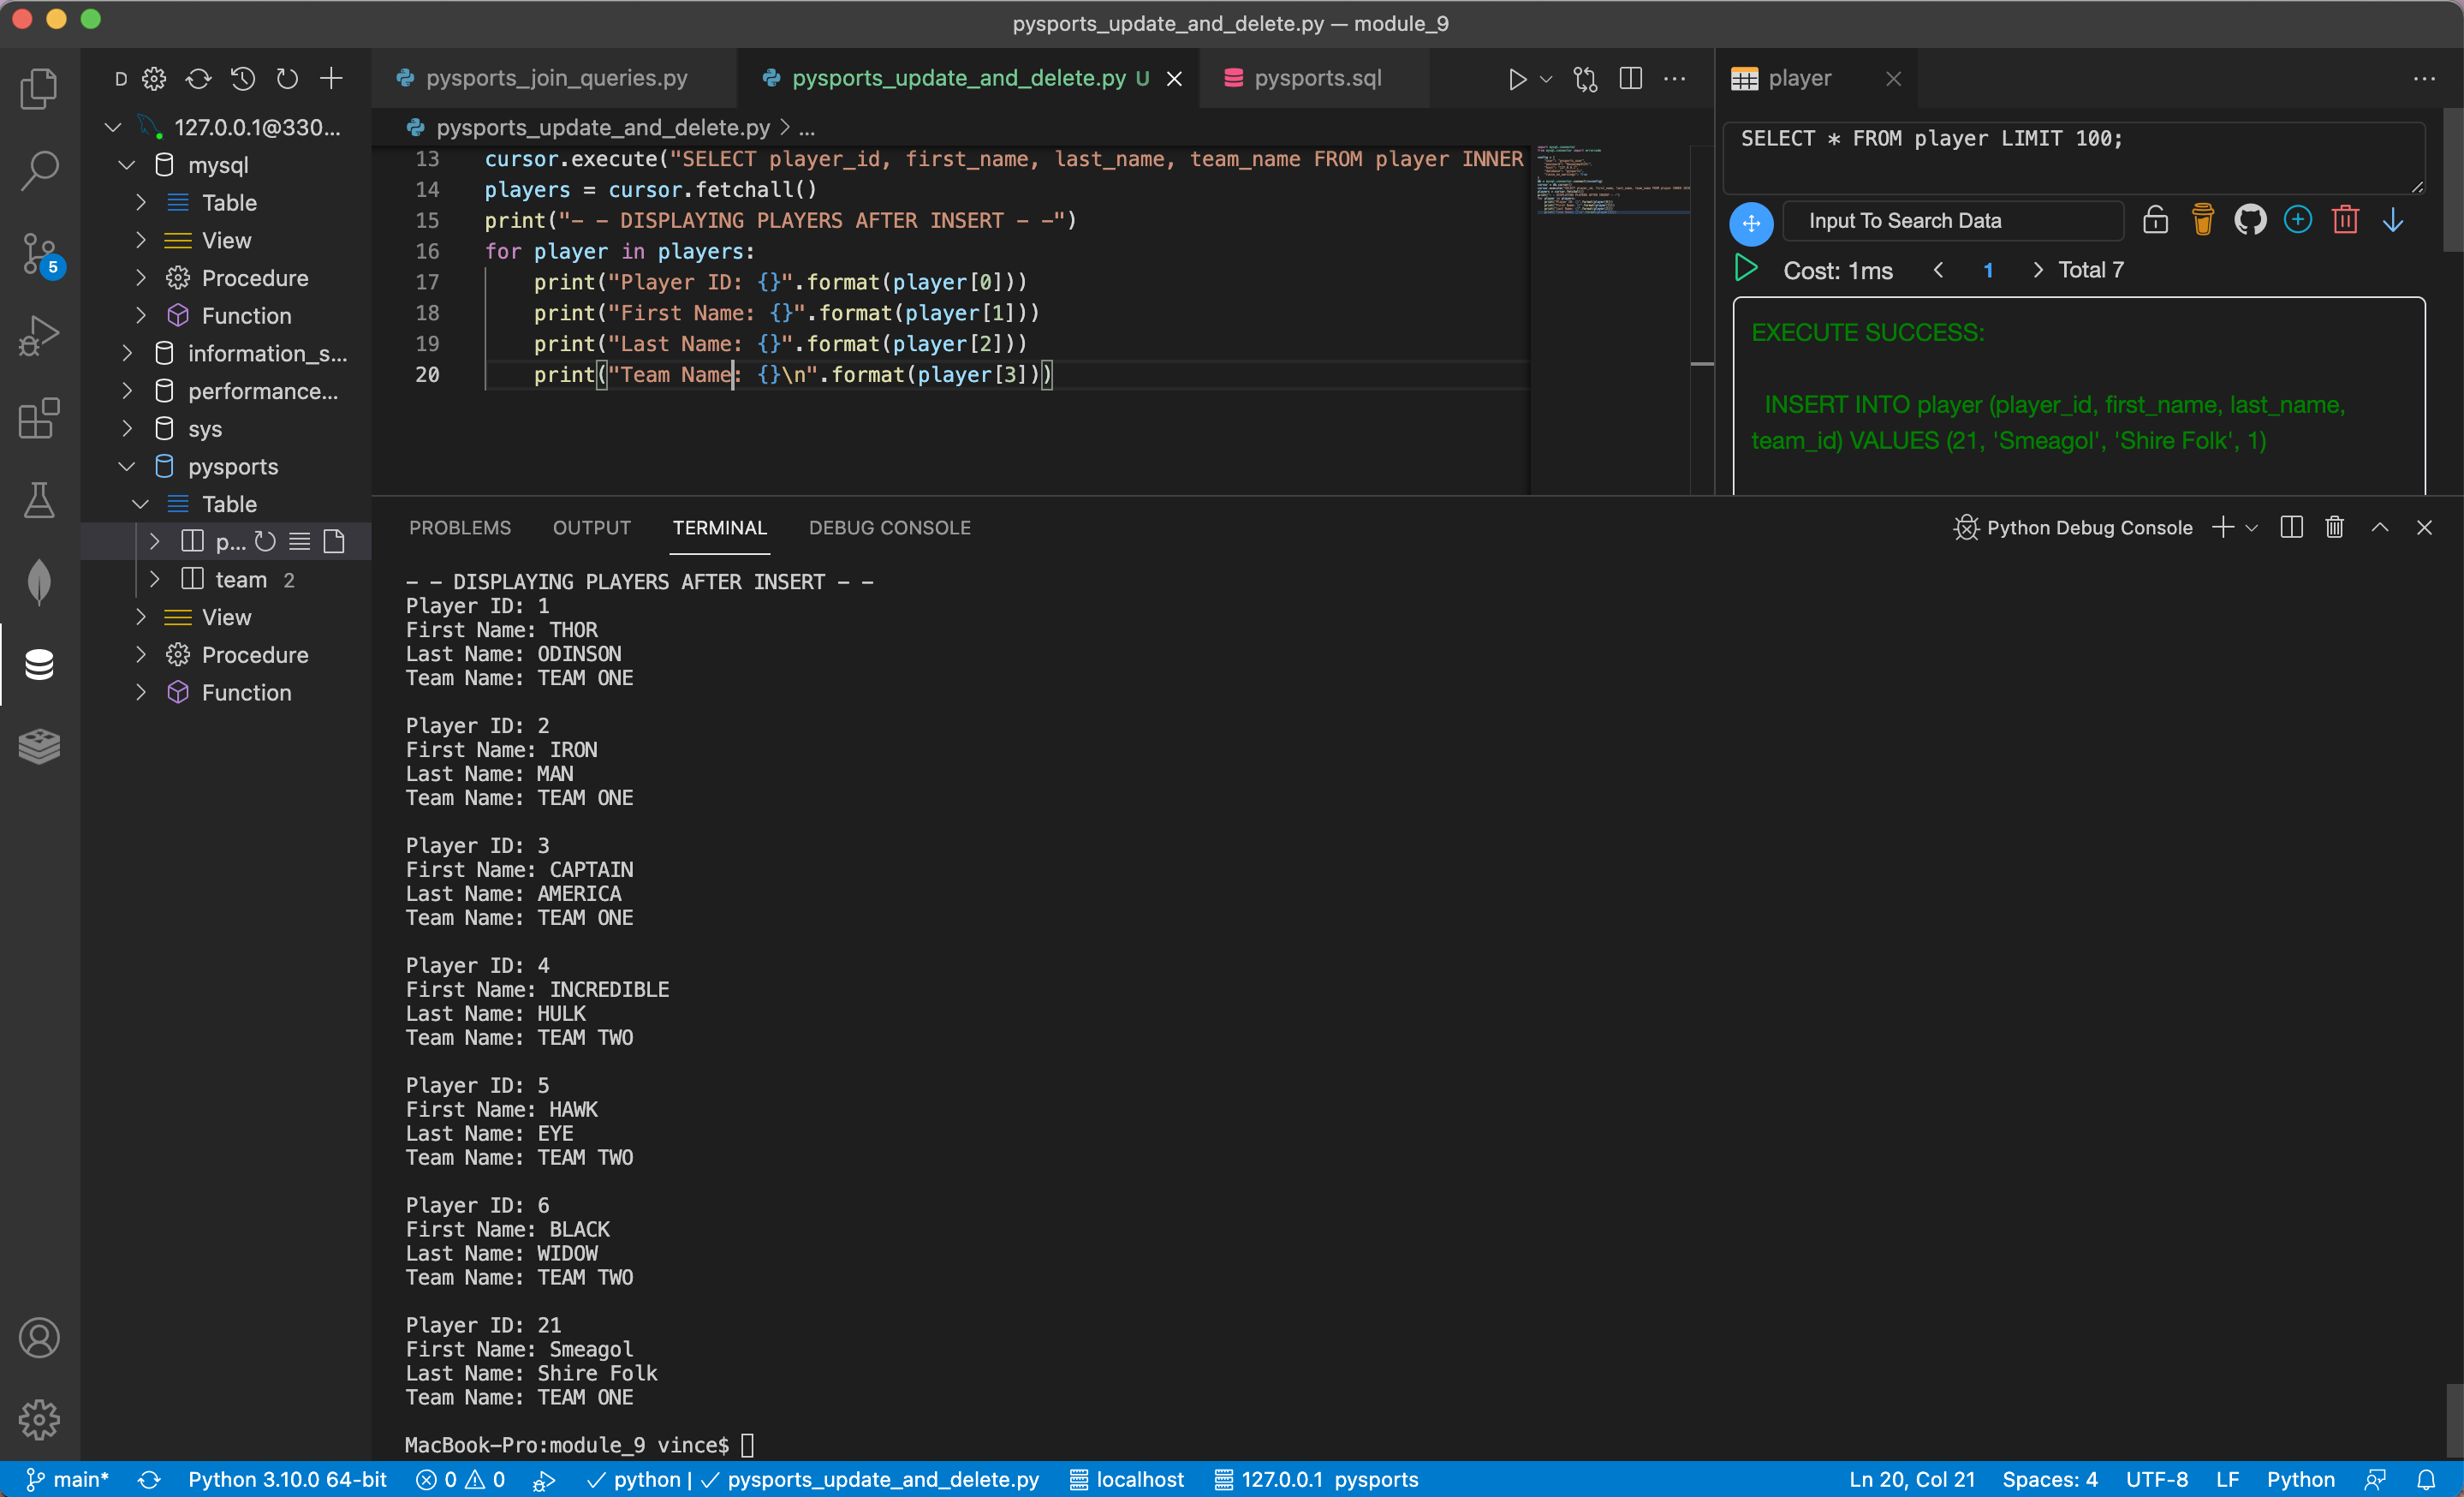 pysports_update_and_delete.py — module_9
D
127.0.0.1@330...
mysql
Table
View
Procedure
Function
information_s...
performance...
sys
pysports
Table
p...
team 2
View
Procedure
Function
5
pysports_join_queries.py
pysports_update_and_delete.py U
pysports.sql
pysports_update_and_delete.py > ...
13 cursor.execute("SELECT player_id, first_name, last_name, team_name FROM player INNER
14 players = cursor.fetchall()
15 print("- - DISPLAYING PLAYERS AFTER INSERT - -")
16 for player in players:
17 print("Player ID: {}".format(player[0]))
18 print("First Name: {}".format(player[1]))
19 print("Last Name: {}".format(player[2]))
20 print("Team Name: {}\n".format(player[3]))
player
SELECT * FROM player LIMIT 100;
Input To Search Data
Cost: 1ms < 1 > Total 7
EXECUTE SUCCESS:
INSERT INTO player (player_id, first_name, last_name,
team_id) VALUES (21, 'Smeagol', 'Shire Folk', 1)
PROBLEMS OUTPUT TERMINAL DEBUG CONSOLE
Python Debug Console
- - DISPLAYING PLAYERS AFTER INSERT - -
Player ID: 1
First Name: THOR
Last Name: ODINSON
Team Name: TEAM ONE
Player ID: 2
First Name: IRON
Last Name: MAN
Team Name: TEAM ONE
Player ID: 3
First Name: CAPTAIN
Last Name: AMERICA
Team Name: TEAM ONE
Player ID: 4
First Name: INCREDIBLE
Last Name: HULK
Team Name: TEAM TWO
Player ID: 5
First Name: HAWK
Last Name: EYE
Team Name: TEAM TWO
Player ID: 6
First Name: BLACK
Last Name: WIDOW
Team Name: TEAM TWO
Player ID: 21
First Name: Smeagol
Last Name: Shire Folk
Team Name: TEAM ONE
MacBook-Pro:module_9 vince$
main* Python 3.10.0 64-bit 0 0 python | pysports_update_and_delete.py localhost 127.0.0.1 pysports Ln 20, Col 21 Spaces: 4 UTF-8 LF Python